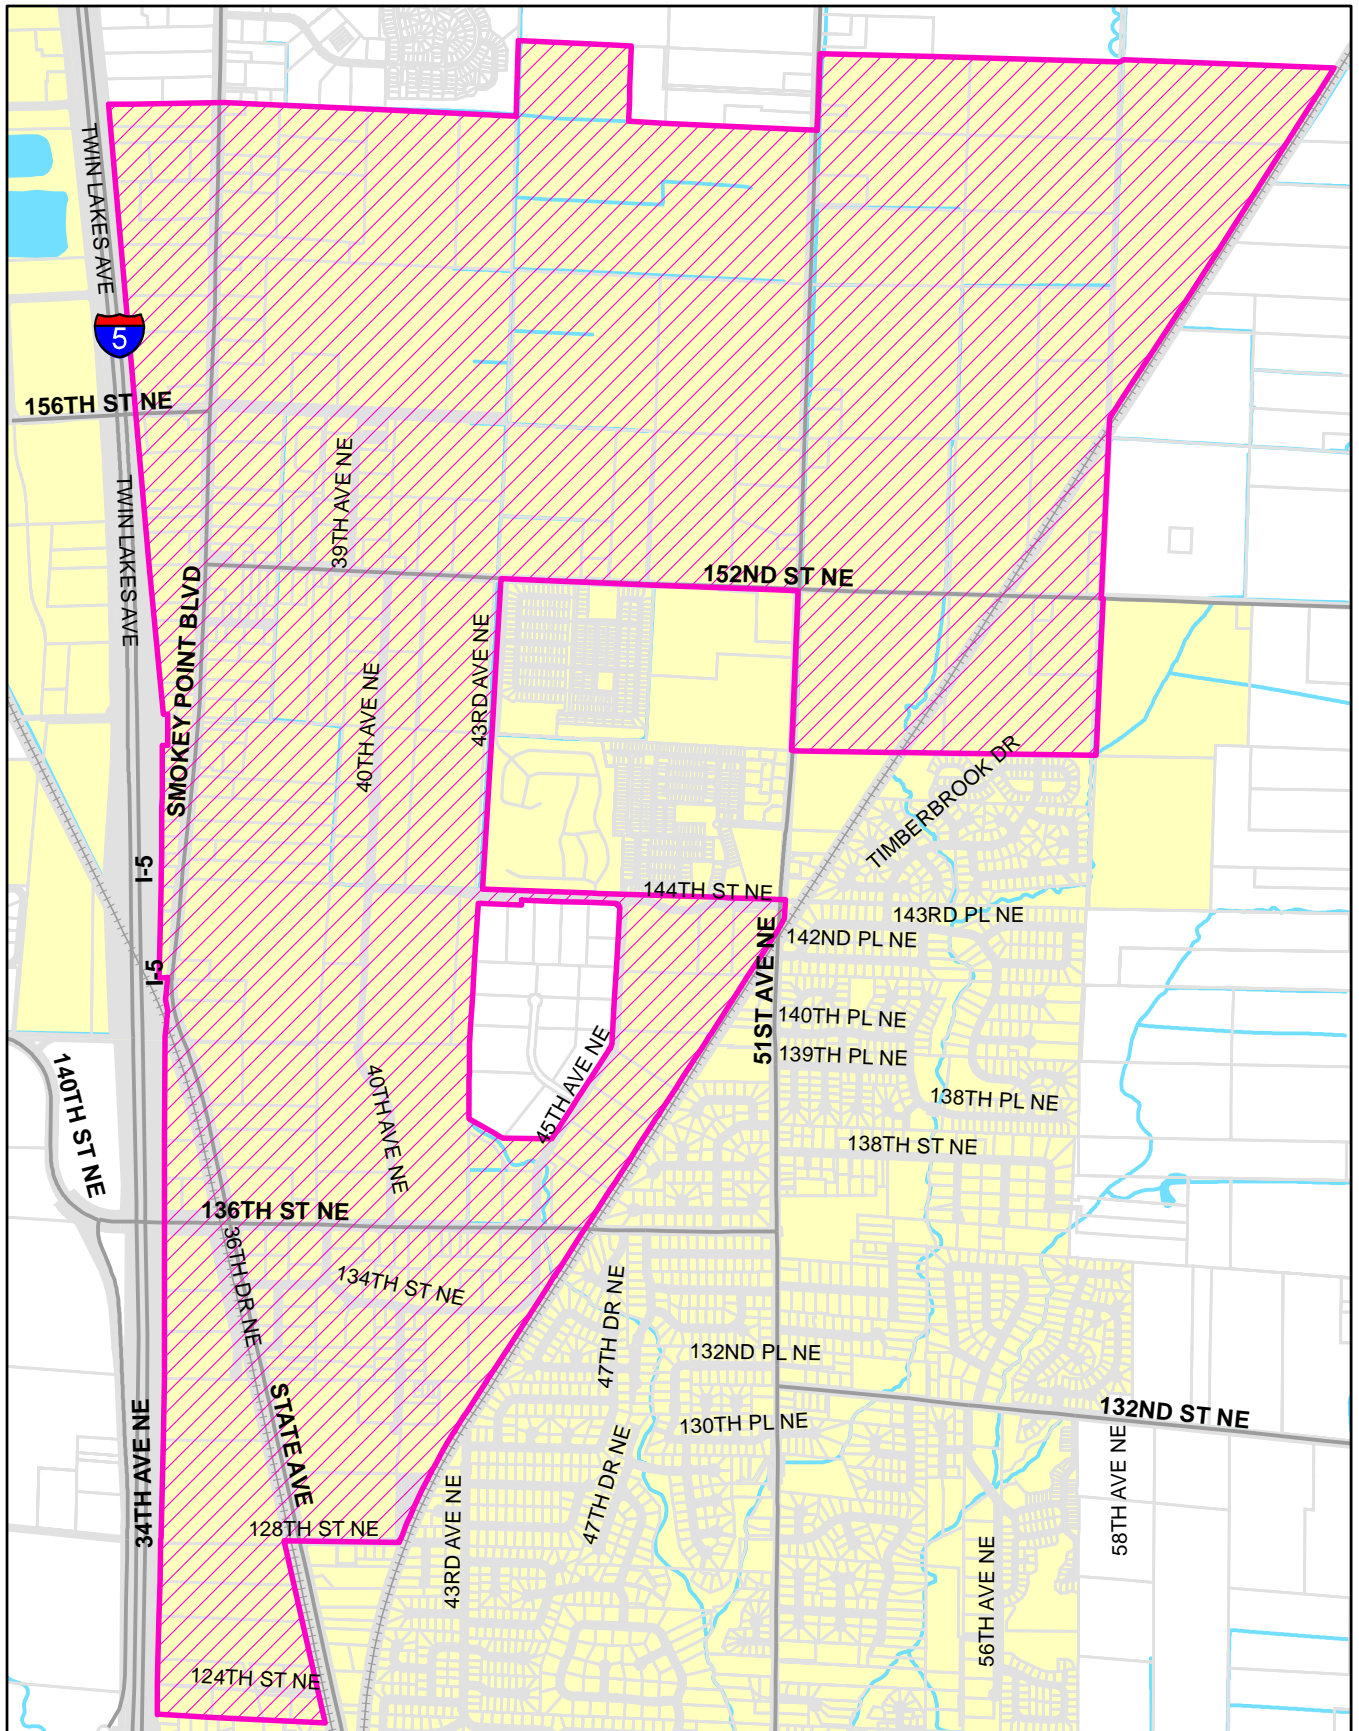 TWIN LAKES AVE
5
156TH ST NE
39TH AVE NE
TWIN LAKES AVE
152ND ST NE
SMOKEY POINT BLVD
43RD AVE NE
40TH AVE NE
TIMBERBROOK DR
I-5
144TH ST NE
143RD PL NE
142ND PL NE
I-5
51ST AVE NE
140TH PL NE
45TH AVE NE
139TH PL NE
140TH ST NE
40TH AVE NE
138TH PL NE
138TH ST NE
136TH ST NE
36TH DR NE
134TH ST NE
47TH DR NE
132ND PL NE
132ND ST NE
130TH PL NE
STATE AVE
34TH AVE NE
47TH DR NE
58TH AVE NE
128TH ST NE
43RD AVE NE
56TH AVE NE
124TH ST NE